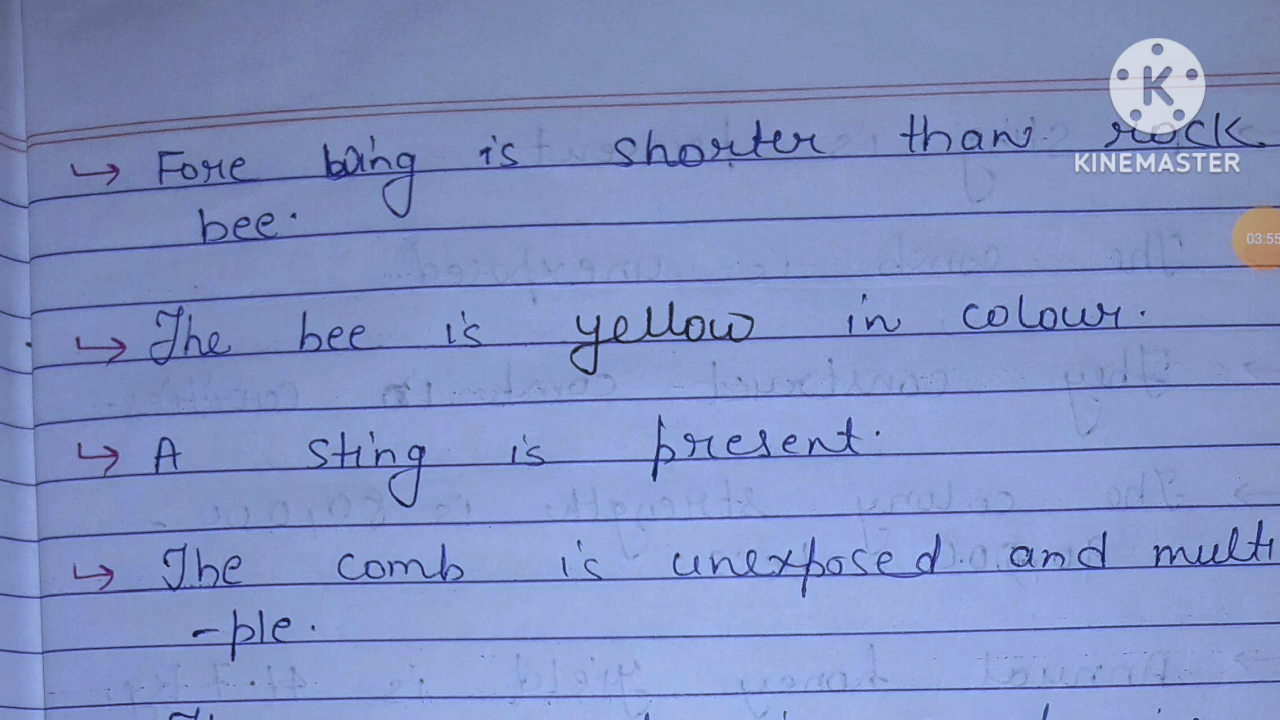 ↳ Fore wing is shorter than rock
bee.
↳ The bee is yellow in colour.
↳ A sting is present.
↳ The comb is unexposed and multi
-ple.
K
KINEMASTER
03:55